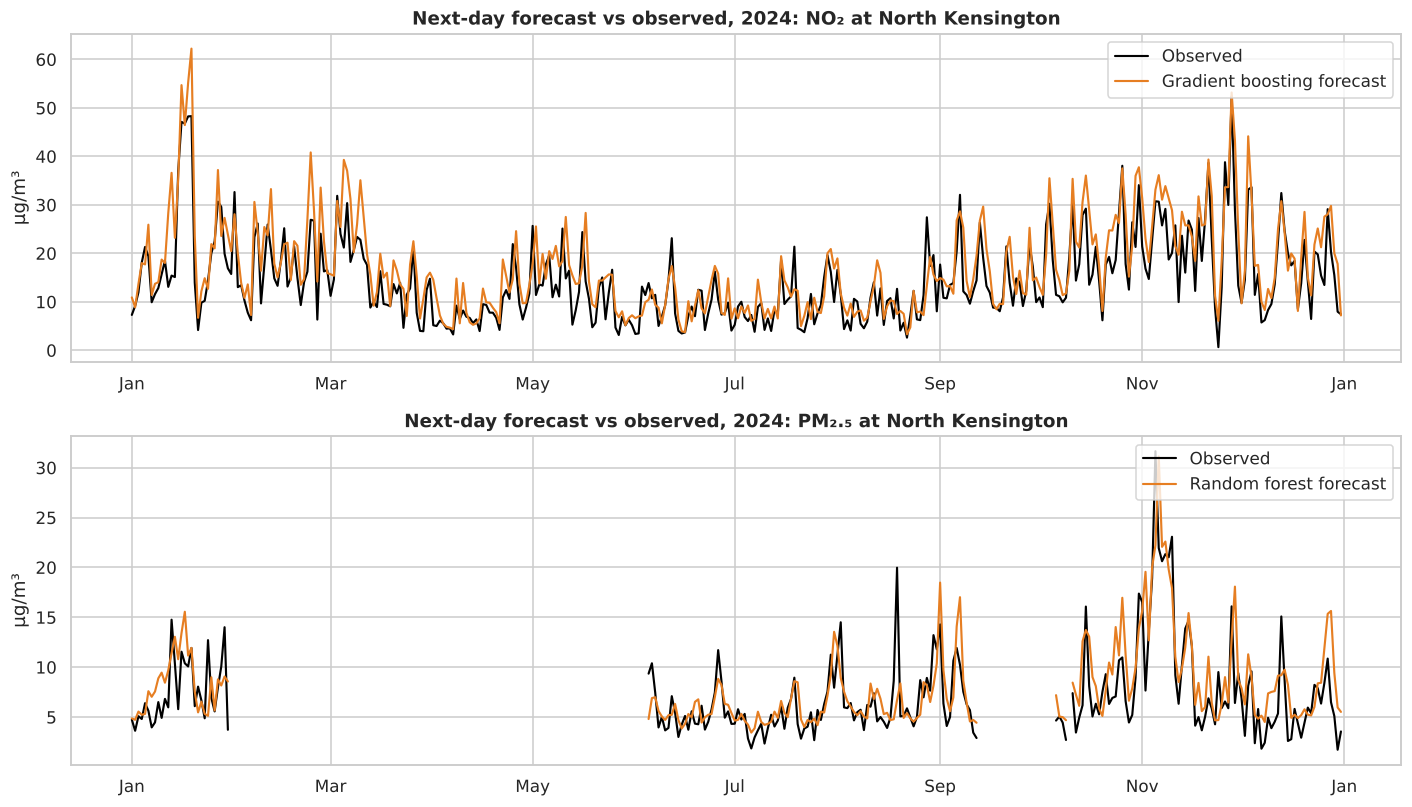 Next-day forecast vs observed, 2024: NO₂ at North Kensington
µg/m³
60
50
40
30
20
10
0
Observed
Gradient boosting forecast
Jan
Mar
May
Jul
Sep
Nov
Jan
Next-day forecast vs observed, 2024: PM₂.₅ at North Kensington
µg/m³
30
25
20
15
10
5
Observed
Random forest forecast
Jan
Mar
May
Jul
Sep
Nov
Jan